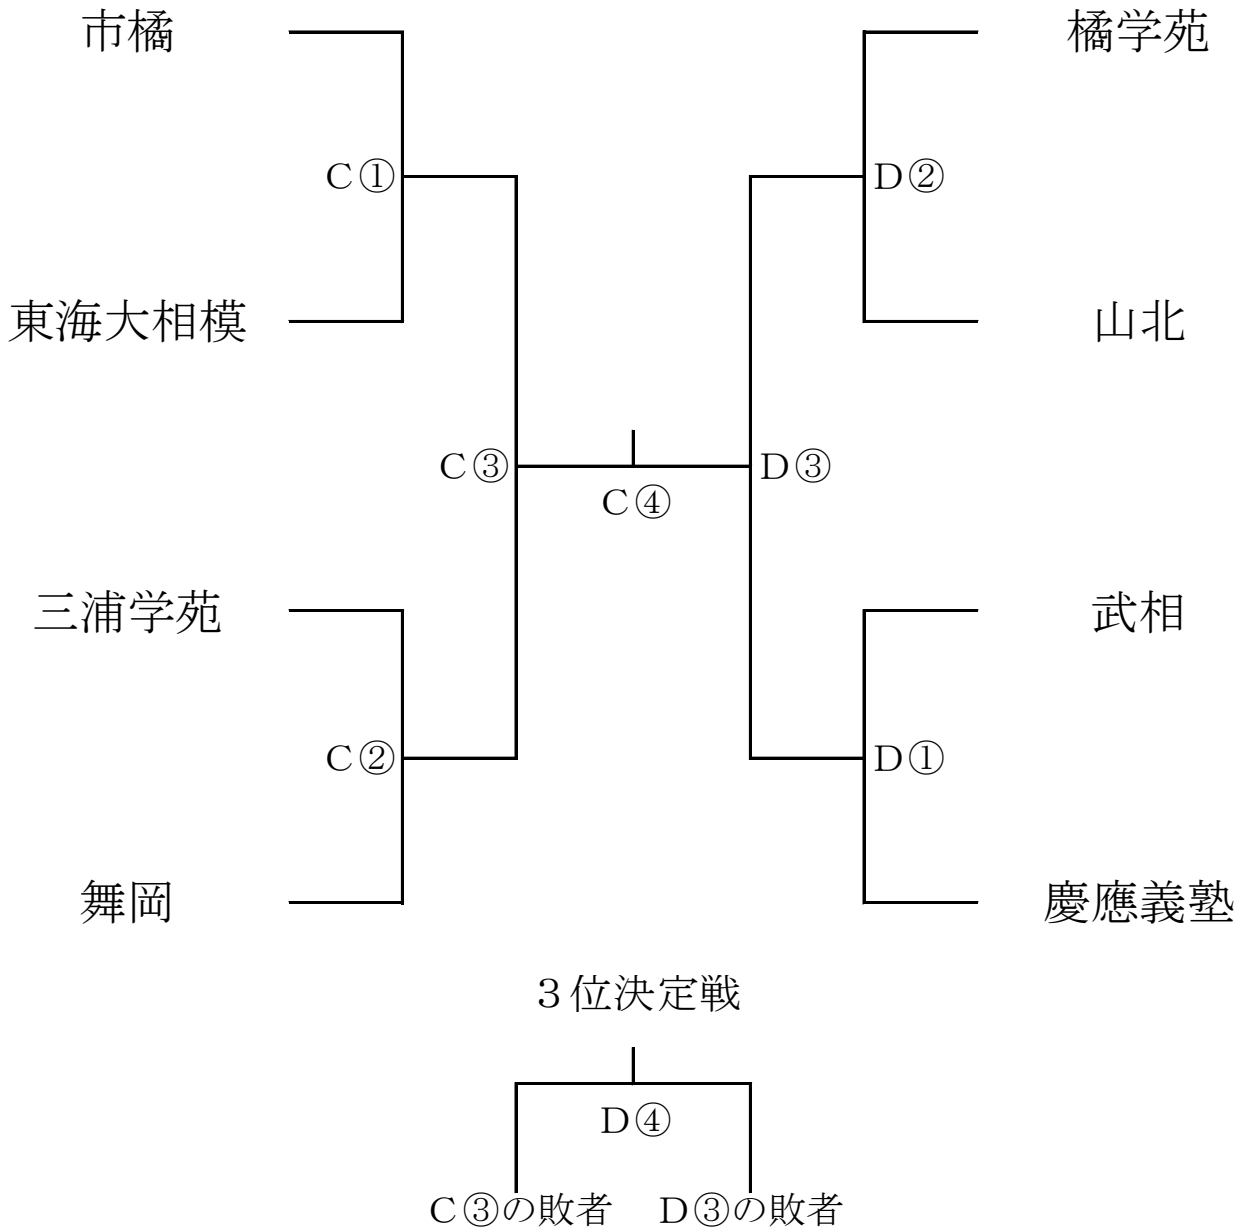 市橘
橘学苑
C①
D②
東海大相模
山北
C③
D③
C④
三浦学苑
武相
C②
D①
舞岡
慶應義塾
３位決定戦
D④
C③の敗者
D③の敗者